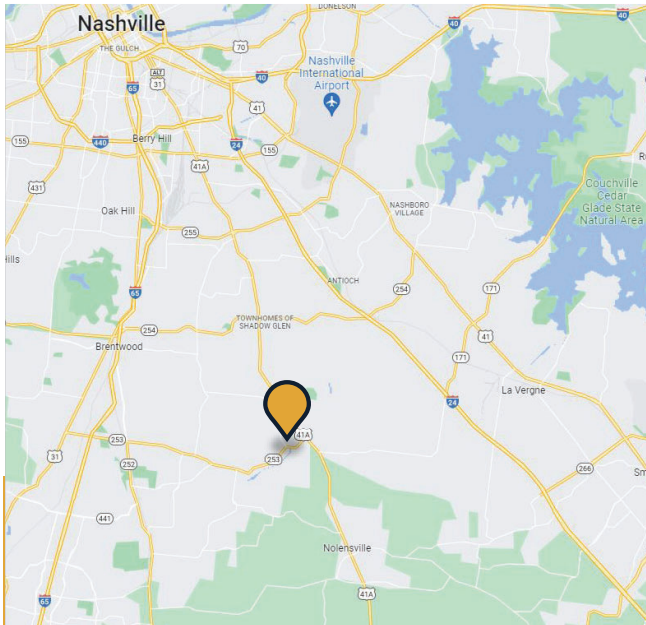 DONELSON
Nashville
40
40
THE GULCH
70
Nashville
International
Airport
40
ALT
31
65
41
155
440
Berry Hill
24
155
155
41A
431
Couchville
Cedar
Glade State
Natural Area
Oak Hill
NASHBORO
VILLAGE
255
Hills
ANTIOCH
171
65
254
TOWNHOMES OF
SHADOW GLEN
254
41
Brentwood
171
La Vergne
24
41A
253
31
253
252
266
Sm
441
Nolensville
41A
65